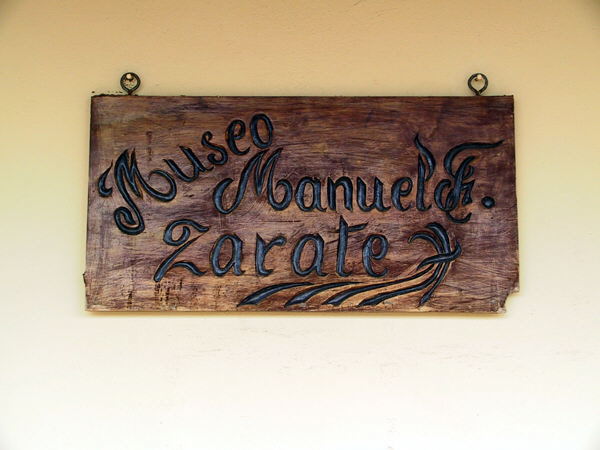 Museo
Manuel F.
Zarate